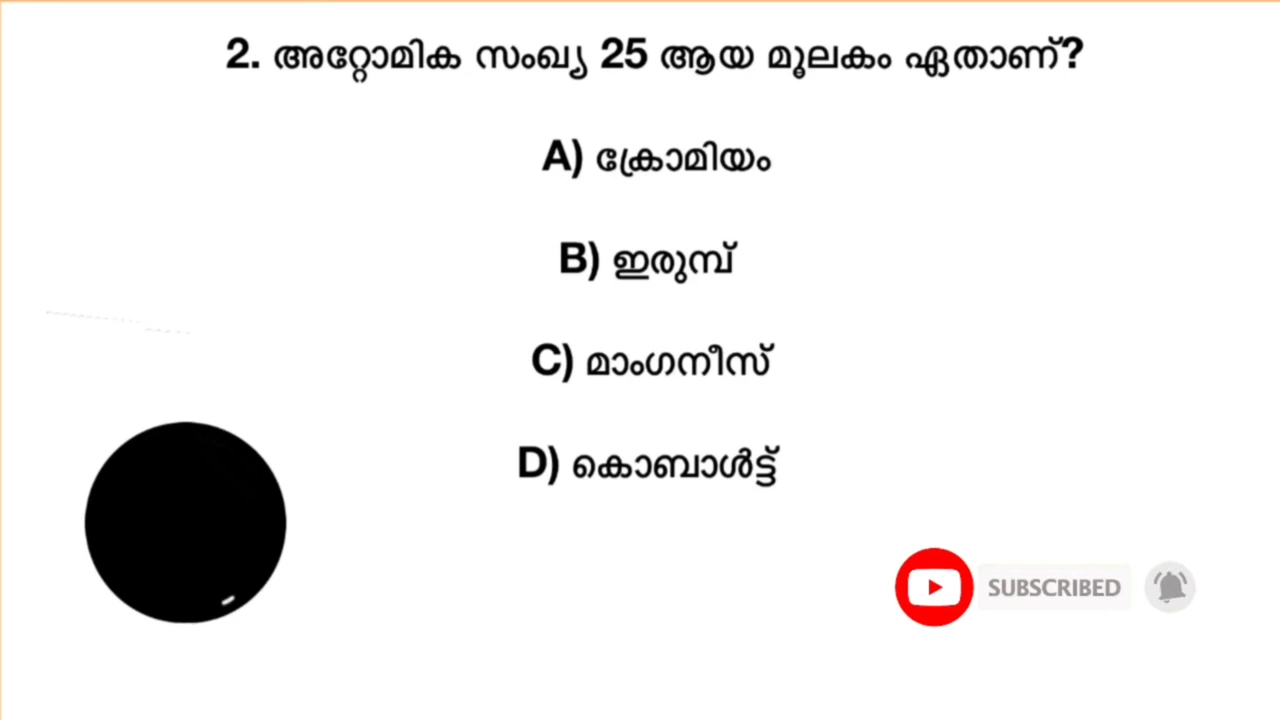 2. അറ്റോമിക സംഖ്യ 25 ആയ മൂലകം ഏതാണ്?
A) ക്രോമിയം
B) ഇരുമ്പ്
C) മാംഗനീസ്
D) കൊബാൾട്ട്
SUBSCRIBED